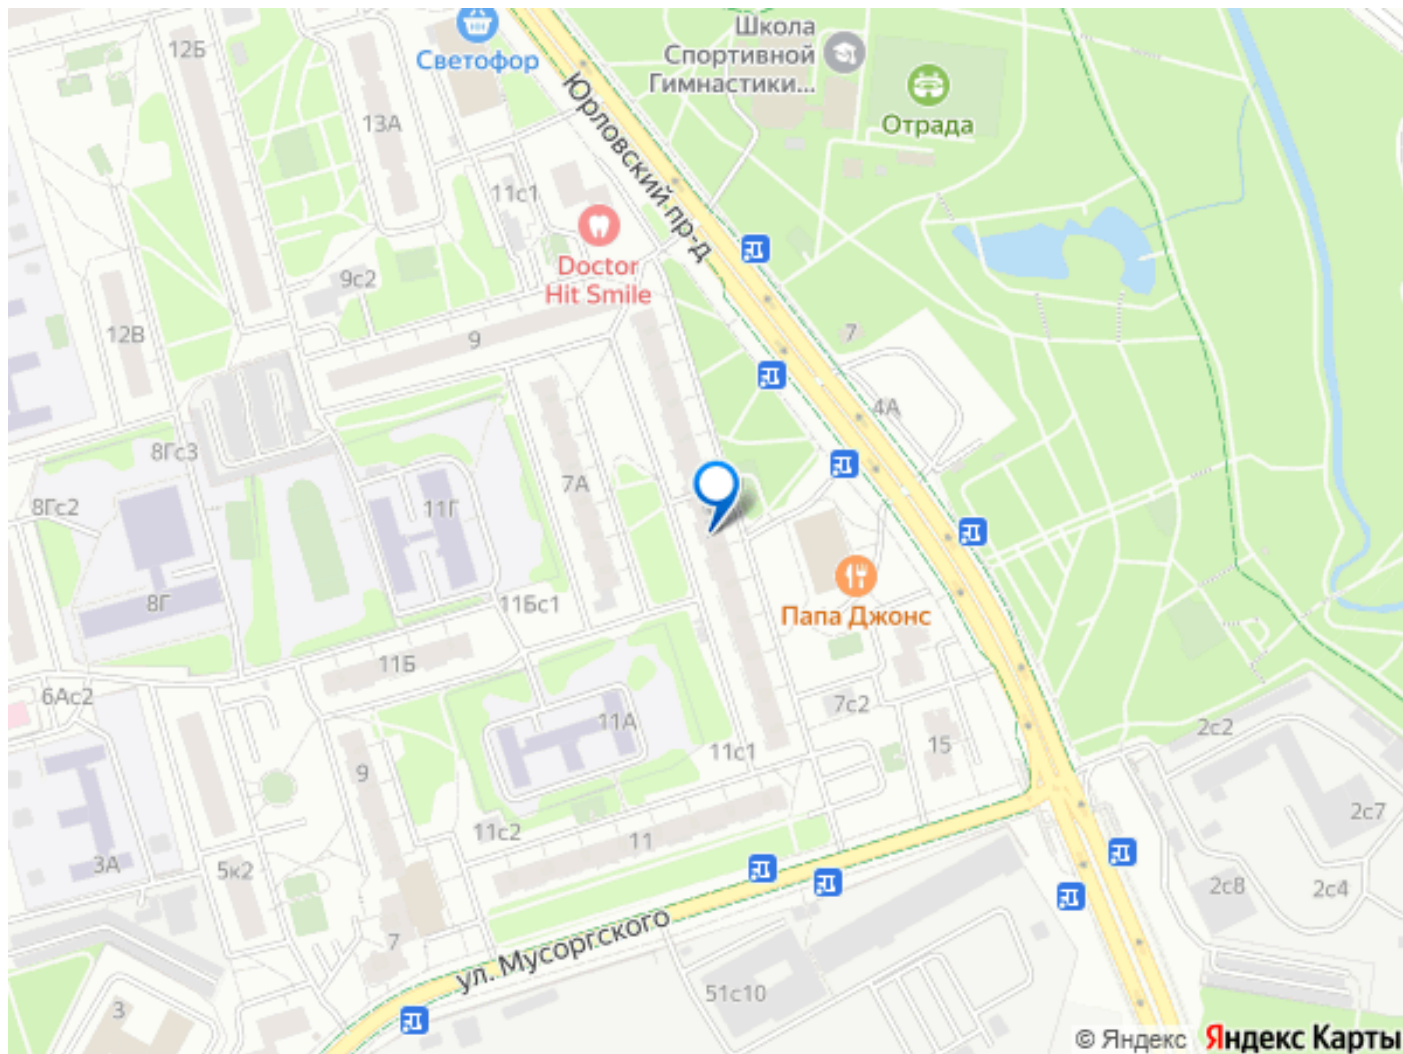 Школа
Спортивной
Гимнастики...
Светофор
12Б
13А
Отрада
Юрловский пр-д
11с1
Doctor
Hit Smile
9с2
12В
9
7
4А
8Гс3
7А
11Г
8Гс2
11Бс1
8Г
Папа Джонс
11Б
6Ас2
11А
7с2
11с1
15
2с2
9
11с2
11
2с7
3А
5к2
2с8
2с4
7
ул. Мусоргского
51с10
3
© Яндекс
Яндекс Карты